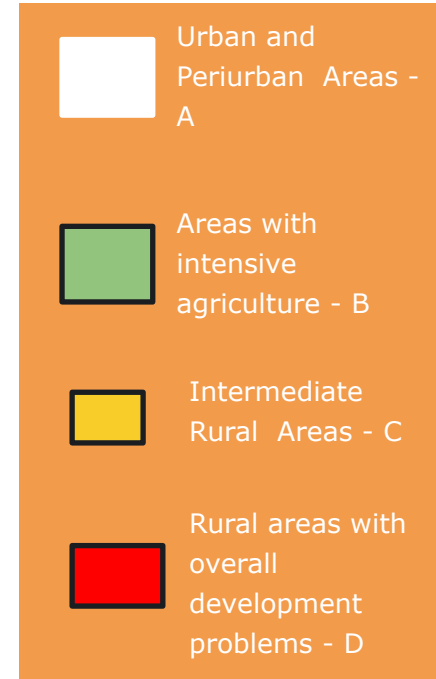 Urban and
Periurban  Areas -
A
Areas with
intensive
agriculture - B
Intermediate
Rural  Areas - C
Rural areas with
overall
development
problems - D